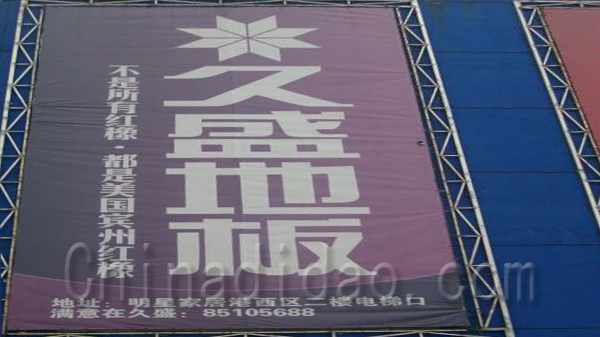 久盛地板
不是所有红橡·都是美国宾州红橡
地址：明星家居港西区二楼电梯口
满意在久盛：85105688
Chinadidao.com